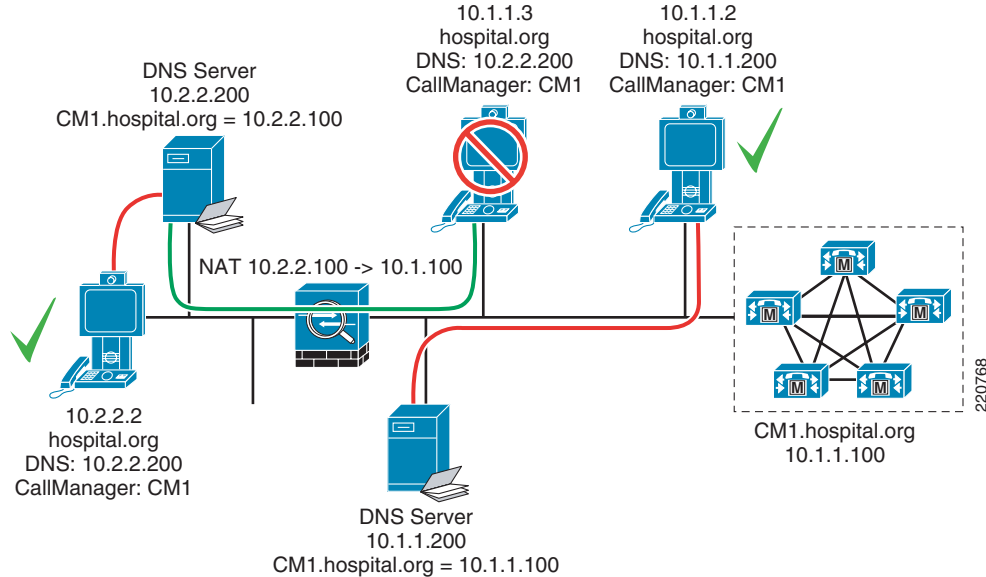 10.1.1.3
hospital.org
DNS: 10.2.2.200
CallManager: CM1
10.1.1.2
hospital.org
DNS: 10.1.1.200
CallManager: CM1
DNS Server
10.2.2.200
CM1.hospital.org = 10.2.2.100
NAT 10.2.2.100 -> 10.1.100
M
M
M
M
M
10.2.2.2
hospital.org
DNS: 10.2.2.200
CallManager: CM1
CM1.hospital.org
10.1.1.100
220768
DNS Server
10.1.1.200
CM1.hospital.org = 10.1.1.100